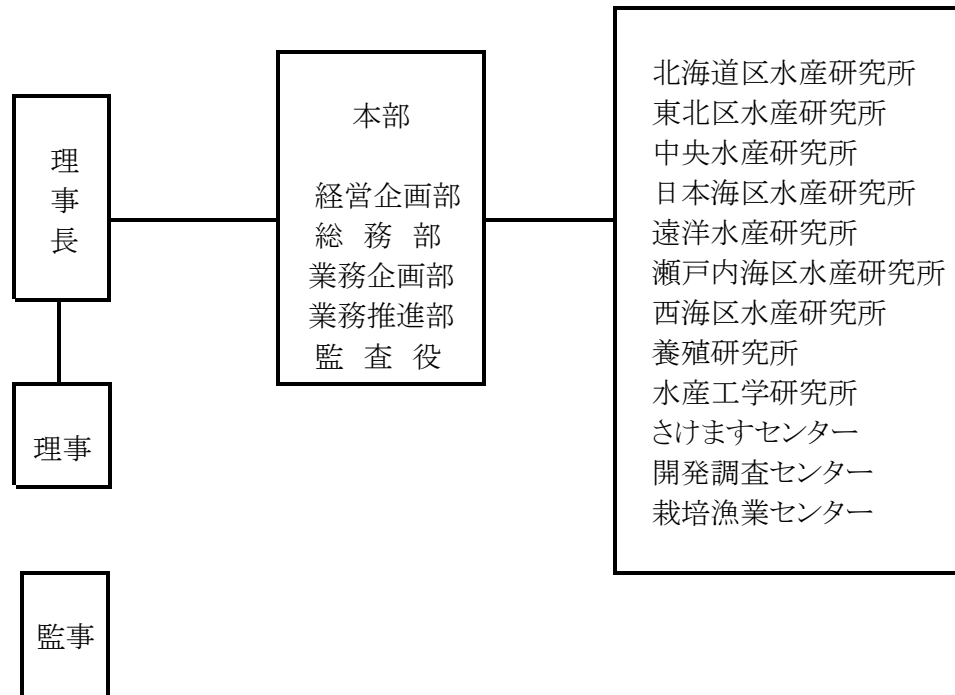 理事長
理事
監事
本部
経営企画部
総務部
業務企画部
業務推進部
監査役
北海道区水産研究所
東北区水産研究所
中央水産研究所
日本海区水産研究所
遠洋水産研究所
瀬戸内海区水産研究所
西海区水産研究所
養殖研究所
水産工学研究所
さけますセンター
開発調査センター
栽培漁業センター